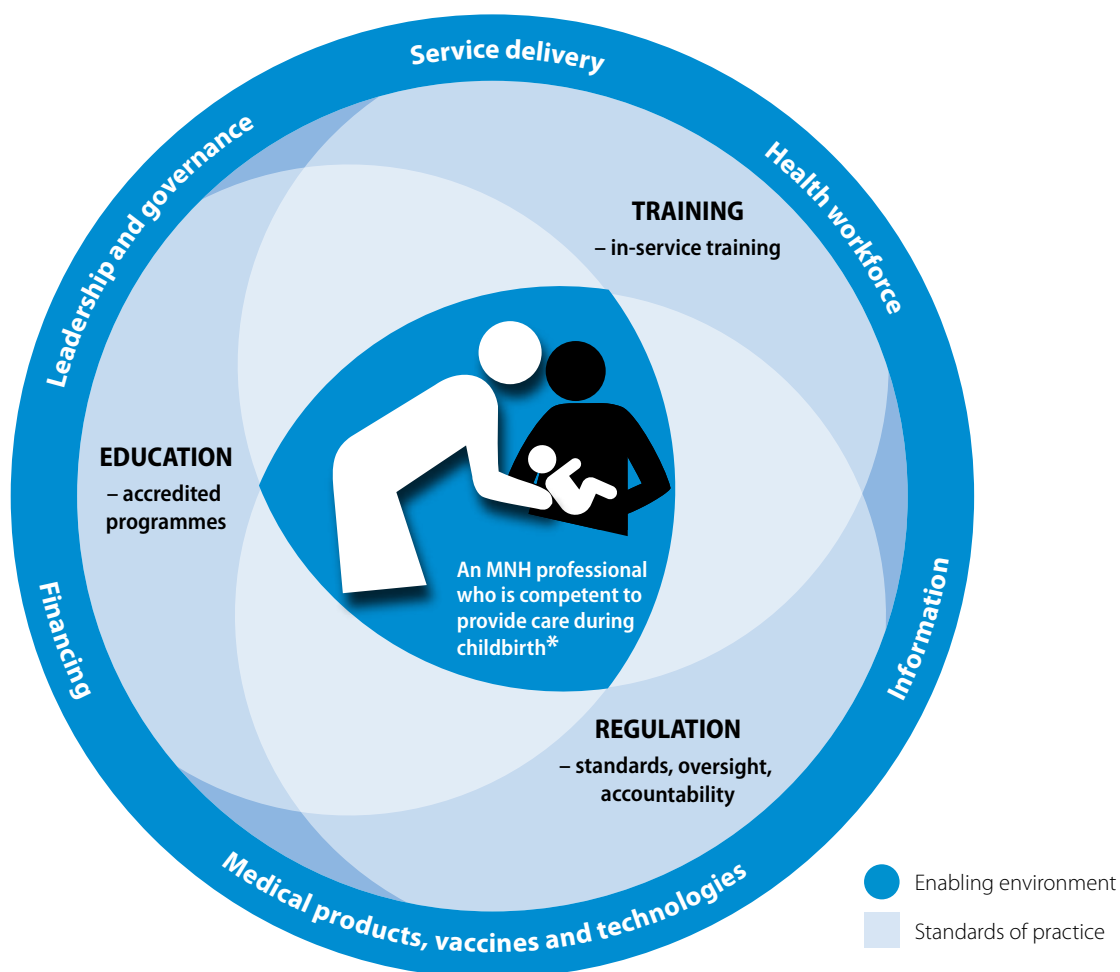 Service delivery
Leadership and governance
Health workforce
TRAINING
– in-service training
EDUCATION
– accredited
programmes
An MNH professional
who is competent to
provide care during
childbirth*
Financing
Information
REGULATION
– standards, oversight,
accountability
Medical products, vaccines and technologies
Enabling environment
Standards of practice